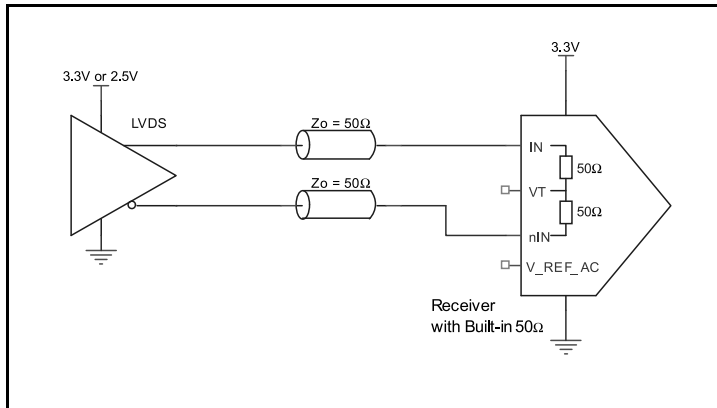 3.3V
3.3V or 2.5V
LVDS
Zo = 50Ω
IN
50Ω
VT
Zo = 50Ω
50Ω
nIN
V_REF_AC
Receiver
with Built-in 50Ω